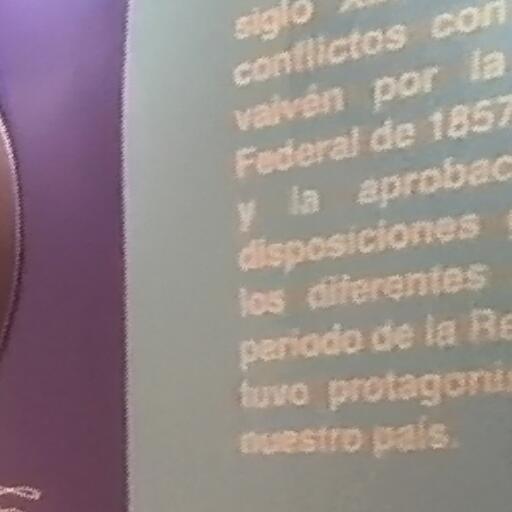 siglo
conflictos con
vaivén por la
Federal de 1857
y la aprobac
disposiciones
los diferentes
periodo de la Re
tuvo protagoni
nuestro país.